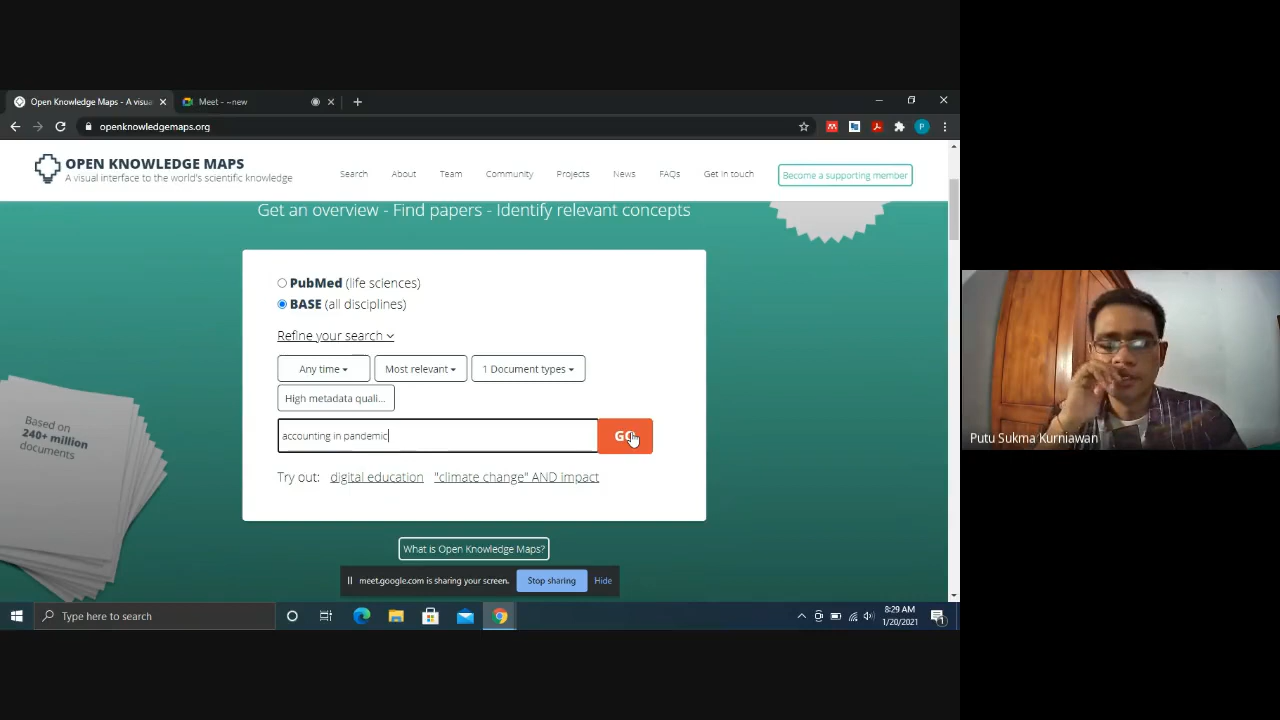 Open Knowledge Maps - A visua
Meet - ~new
openknowledgemaps.org
P
OPEN KNOWLEDGE MAPS
A visual interface to the world's scientific knowledge
Search
About
Team
Community
Projects
News
FAQs
Get in touch
Become a supporting member
Get an overview - Find papers - Identify relevant concepts
PubMed (life sciences)
BASE (all disciplines)
Refine your search
Any time
Most relevant
1 Document types
High metadata quali...
accounting in pandemic
GO
Try out: digital education "climate change" AND impact
Based on
240+ million
documents
What is Open Knowledge Maps?
meet.google.com is sharing your screen.
Stop sharing
Hide
Putu Sukma Kurniawan
Type here to search
8:29 AM
1/20/2021
1